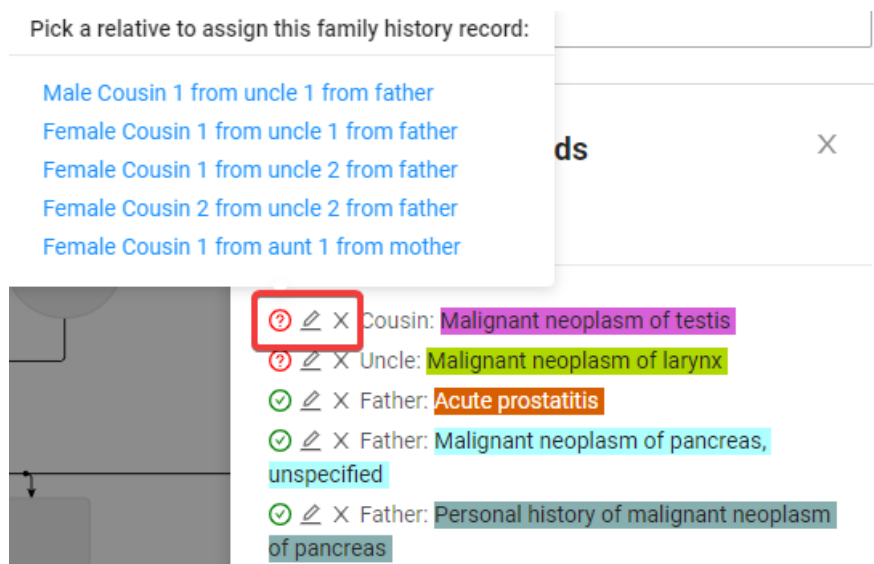 Pick a relative to assign this family history record:
Male Cousin 1 from uncle 1 from father
Female Cousin 1 from uncle 1 from father
Female Cousin 1 from uncle 2 from father
Female Cousin 2 from uncle 2 from father
Female Cousin 1 from aunt 1 from mother
ds
Cousin: Malignant neoplasm of testis
Uncle: Malignant neoplasm of larynx
Father: Acute prostatitis
Father: Malignant neoplasm of pancreas,
unspecified
Father: Personal history of malignant neoplasm
of pancreas